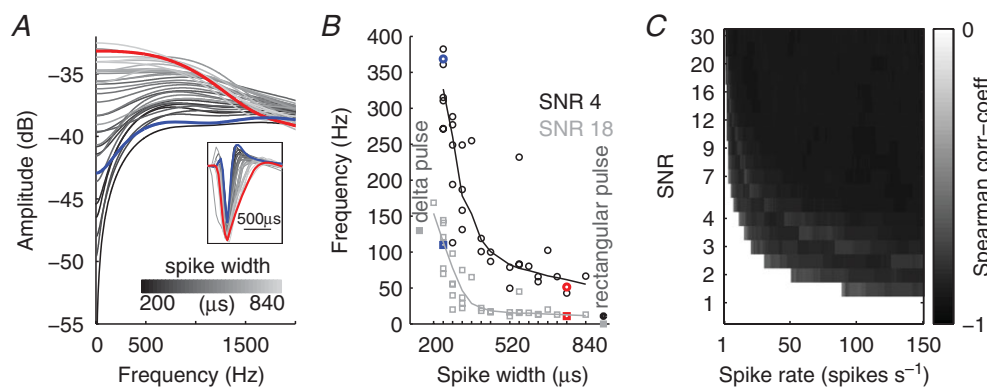 A
Amplitude (dB)
−35
−40
−45
−50
−55
0
500
1500
Frequency (Hz)
500μs
spike width
200
(μs)
840
B
Frequency (Hz)
400
350
300
250
200
150
100
50
0
SNR 4
SNR 18
delta pulse
rectangular pulse
200
520
840
Spike width (μs)
C
SNR
30
20
16
12
9
7
4
3
2
1
1
50
100
150
Spike rate (spikes s−1)
0
−1
Spearman corr-coeff